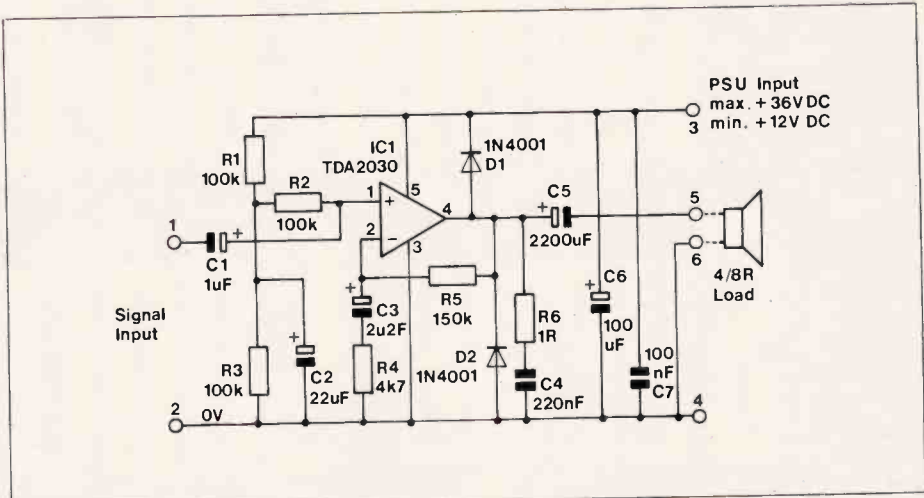 PSU Input
max. +36V DC
min. +12V DC
3
IC1
TDA2030
1N4001
D1
R1
100k
R2
100k
1
+
5
4
2
−
3
C5
+
2200uF
5
6
4/8R
Load
1
+
C1
1uF
R5
150k
C6
+
100
uF
R6
1R
+
C3
2u2F
Signal
Input
+
D2
1N4001
100
nF
C7
R3
100k
C2
22uF
R4
4k7
C4
220nF
2
0V
4